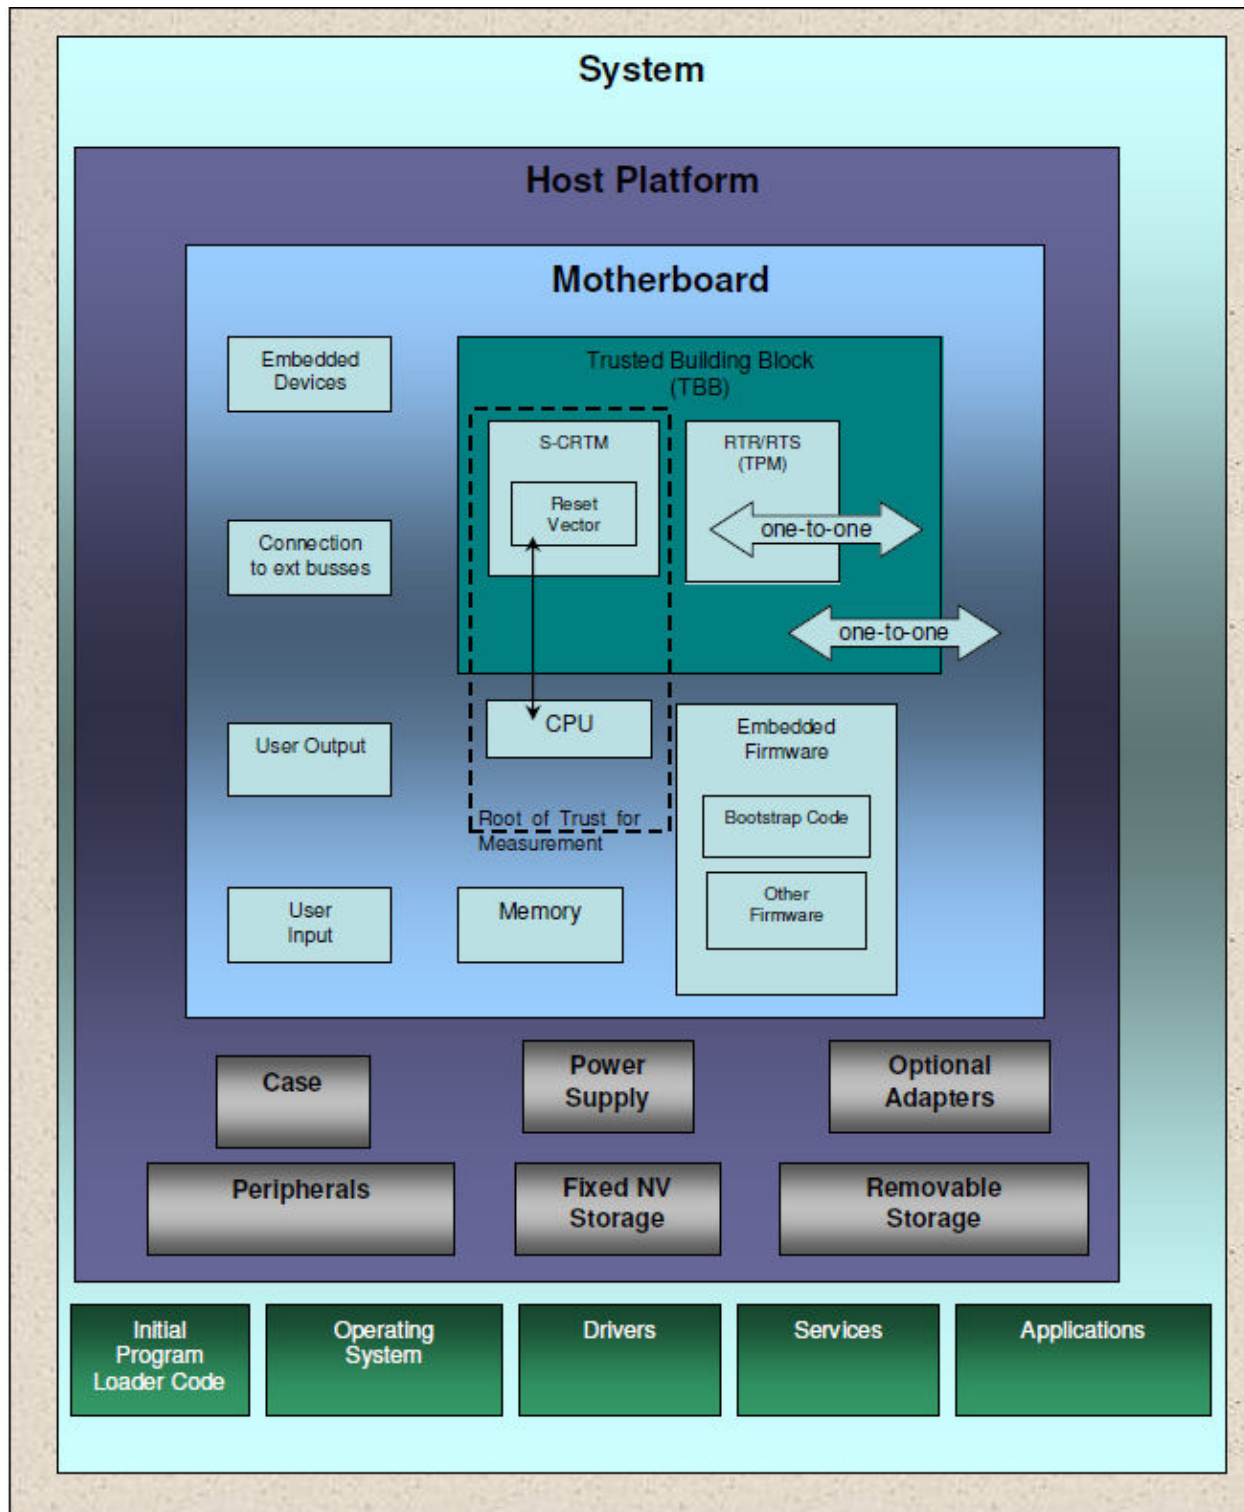 System
Host Platform
Motherboard
Embedded
Devices
Trusted Building Block
(TBB)
S-CRTM
RTR/RTS
(TPM)
Reset
Vector
one-to-one
Connection
to ext busses
one-to-one
User Output
CPU
Embedded
Firmware
Bootstrap Code
Root of Trust for
Measurement
Other
Firmware
User
Input
Memory
Case
Power
Supply
Optional
Adapters
Peripherals
Fixed NV
Storage
Removable
Storage
Initial
Program
Loader Code
Operating
System
Drivers
Services
Applications